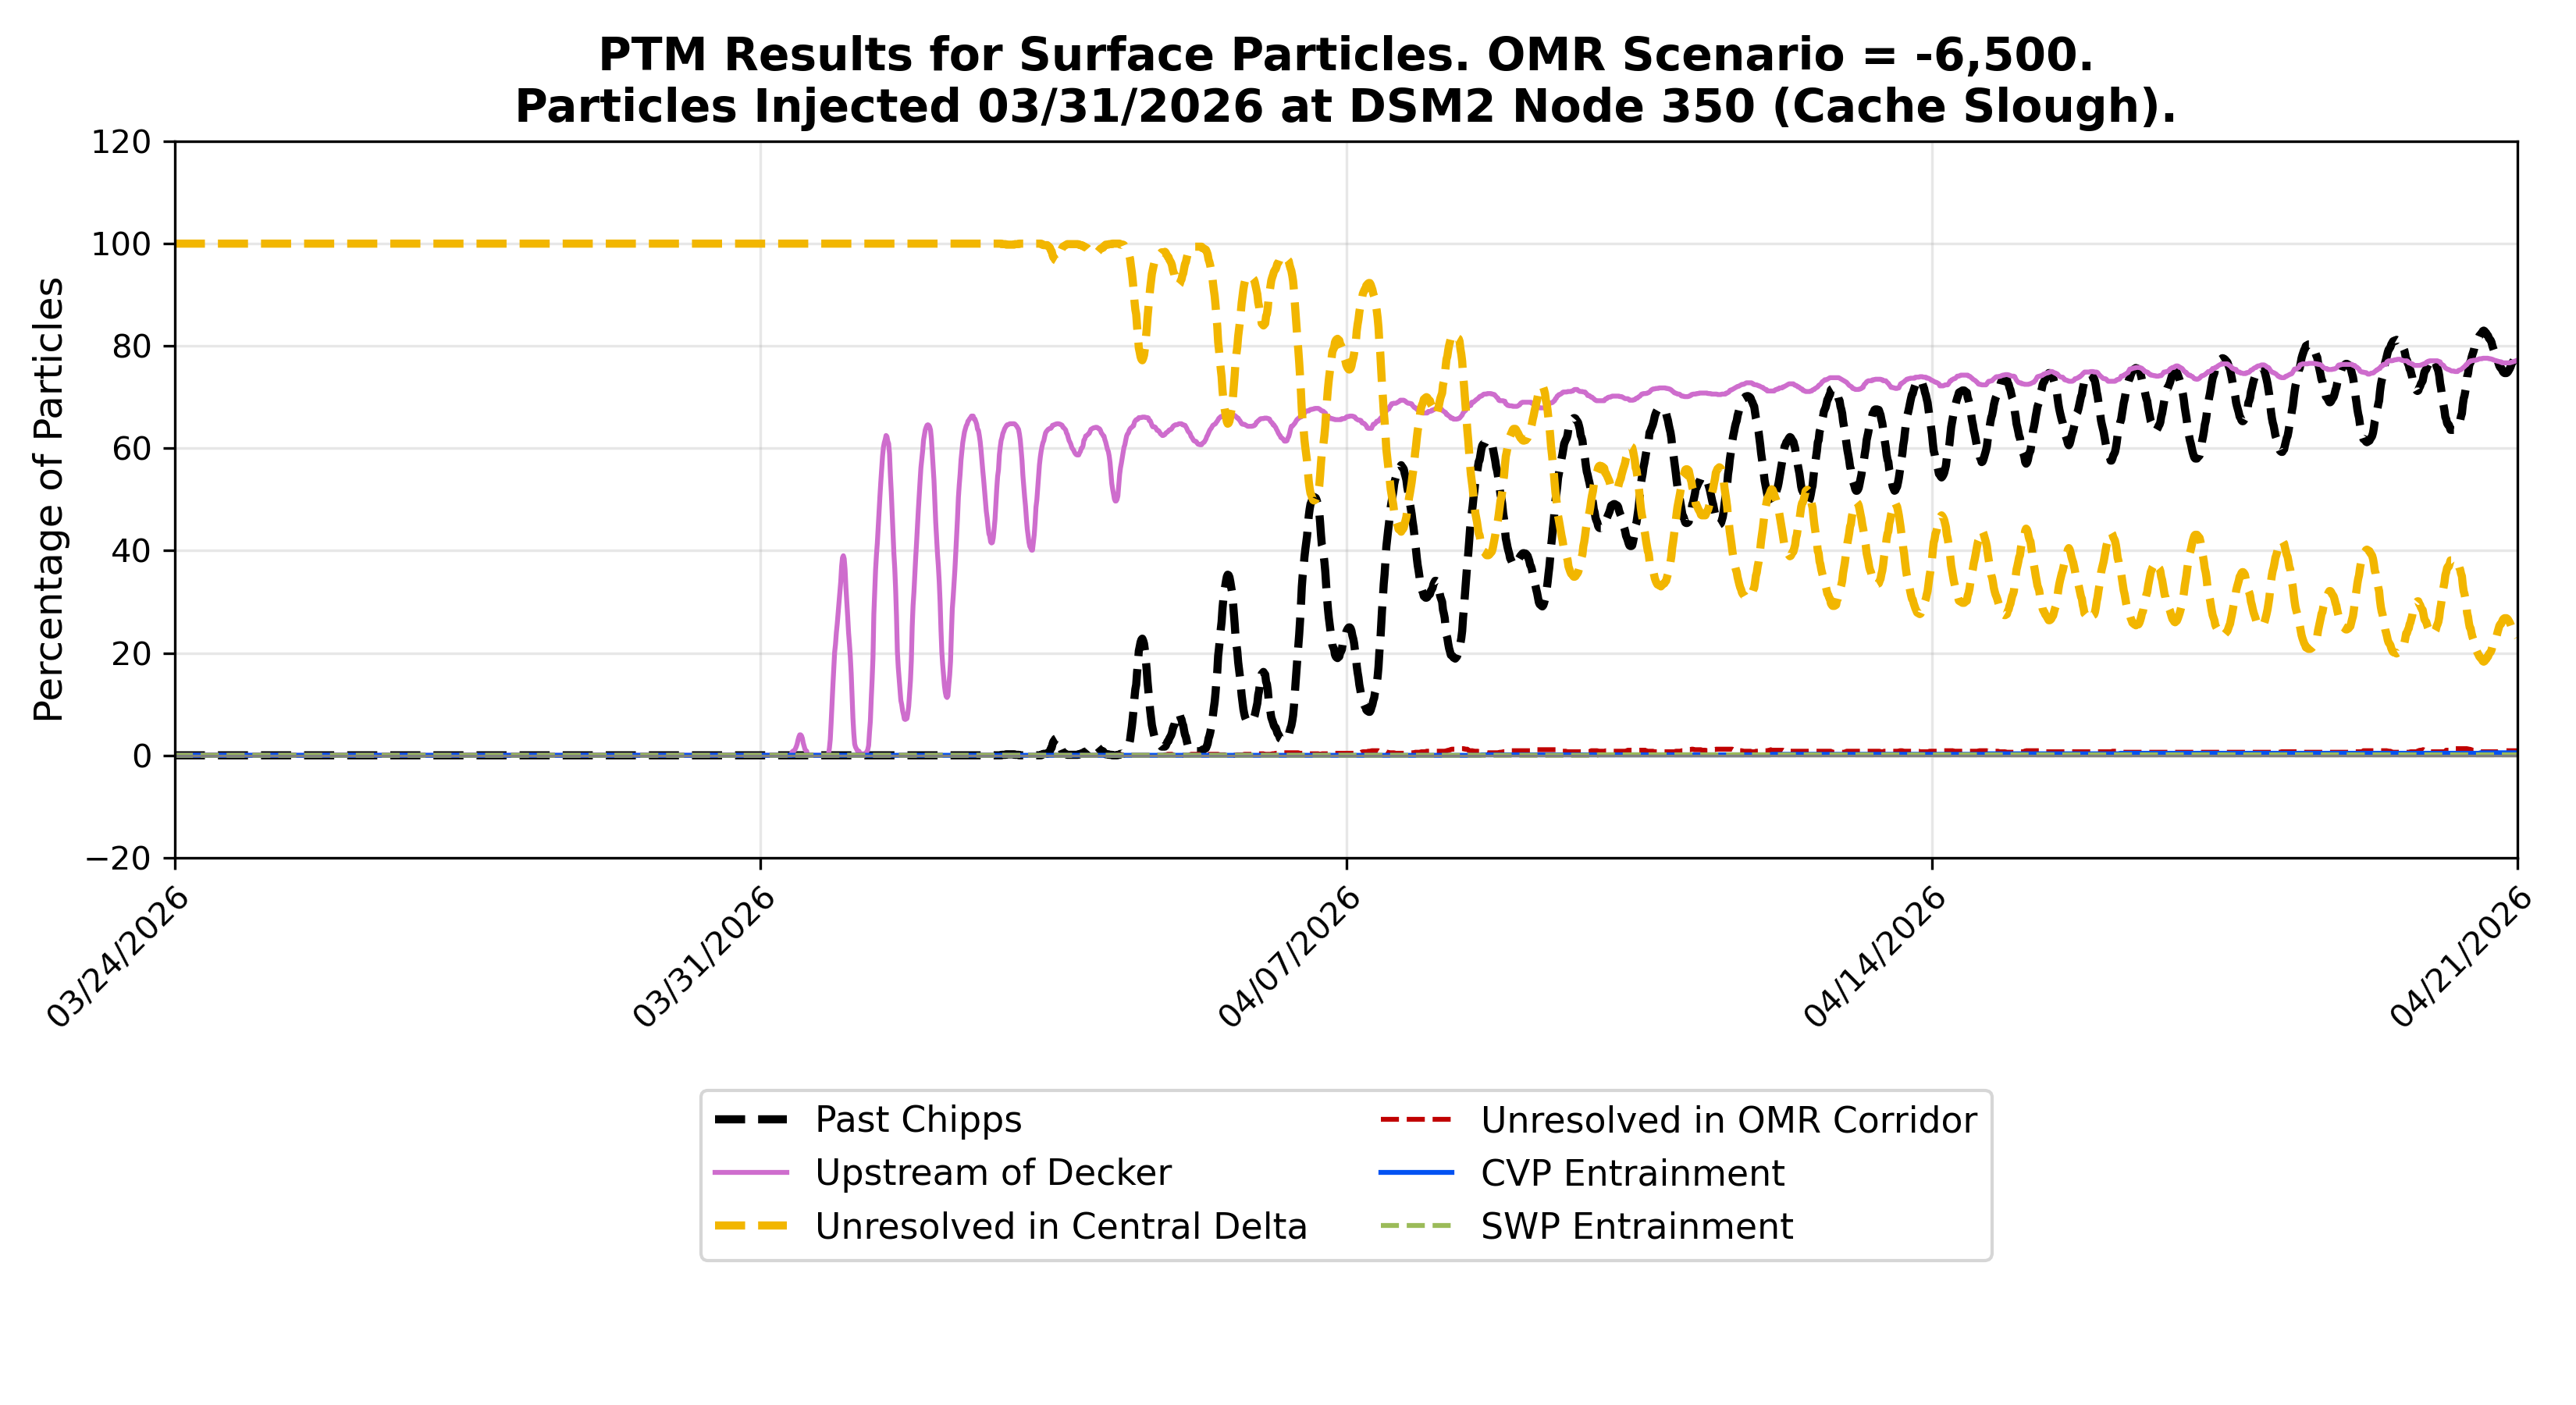 PTM Results for Surface Particles. OMR Scenario = -6,500.
Particles Injected 03/31/2026 at DSM2 Node 350 (Cache Slough).
Percentage of Particles
120
100
80
60
40
20
0
−20
03/24/2026
03/31/2026
04/07/2026
04/14/2026
04/21/2026
Past Chipps
Upstream of Decker
Unresolved in Central Delta
Unresolved in OMR Corridor
CVP Entrainment
SWP Entrainment